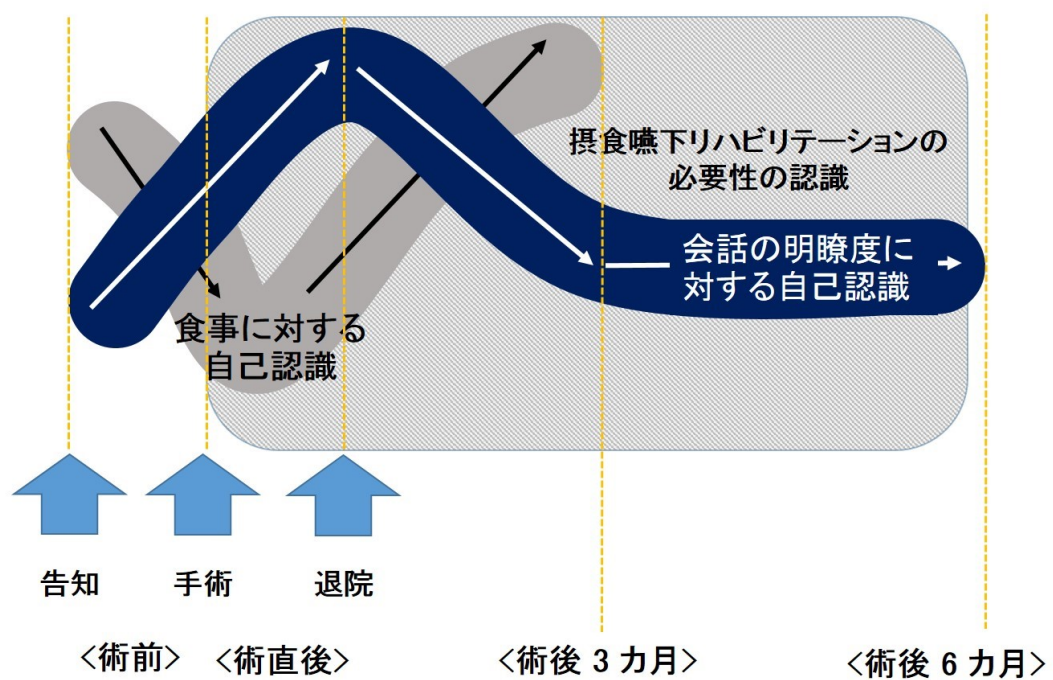 摂食嚥下リハビリテーションの
必要性の認識
会話の明瞭度に
対する自己認識
食事に対する
自己認識
告知
手術
退院
<術前>
<術直後>
<術後 3 カ月>
<術後 6 カ月>